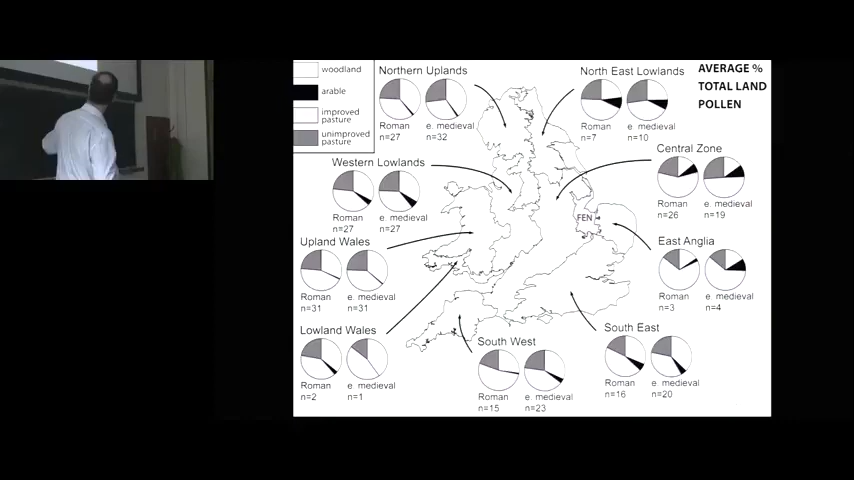 woodland
arable
improved
pasture
unimproved
pasture
AVERAGE %
TOTAL LAND
POLLEN
Northern Uplands
Roman
n=27
e. medieval
n=32
North East Lowlands
Roman
n=7
e. medieval
n=10
Western Lowlands
Roman
n=27
e. medieval
n=27
Central Zone
Roman
n=26
e. medieval
n=19
FEN
Upland Wales
Roman
n=31
e. medieval
n=31
East Anglia
Roman
n=3
e. medieval
n=4
Lowland Wales
Roman
n=2
e. medieval
n=1
South West
Roman
n=15
e. medieval
n=23
South East
Roman
n=16
e. medieval
n=20